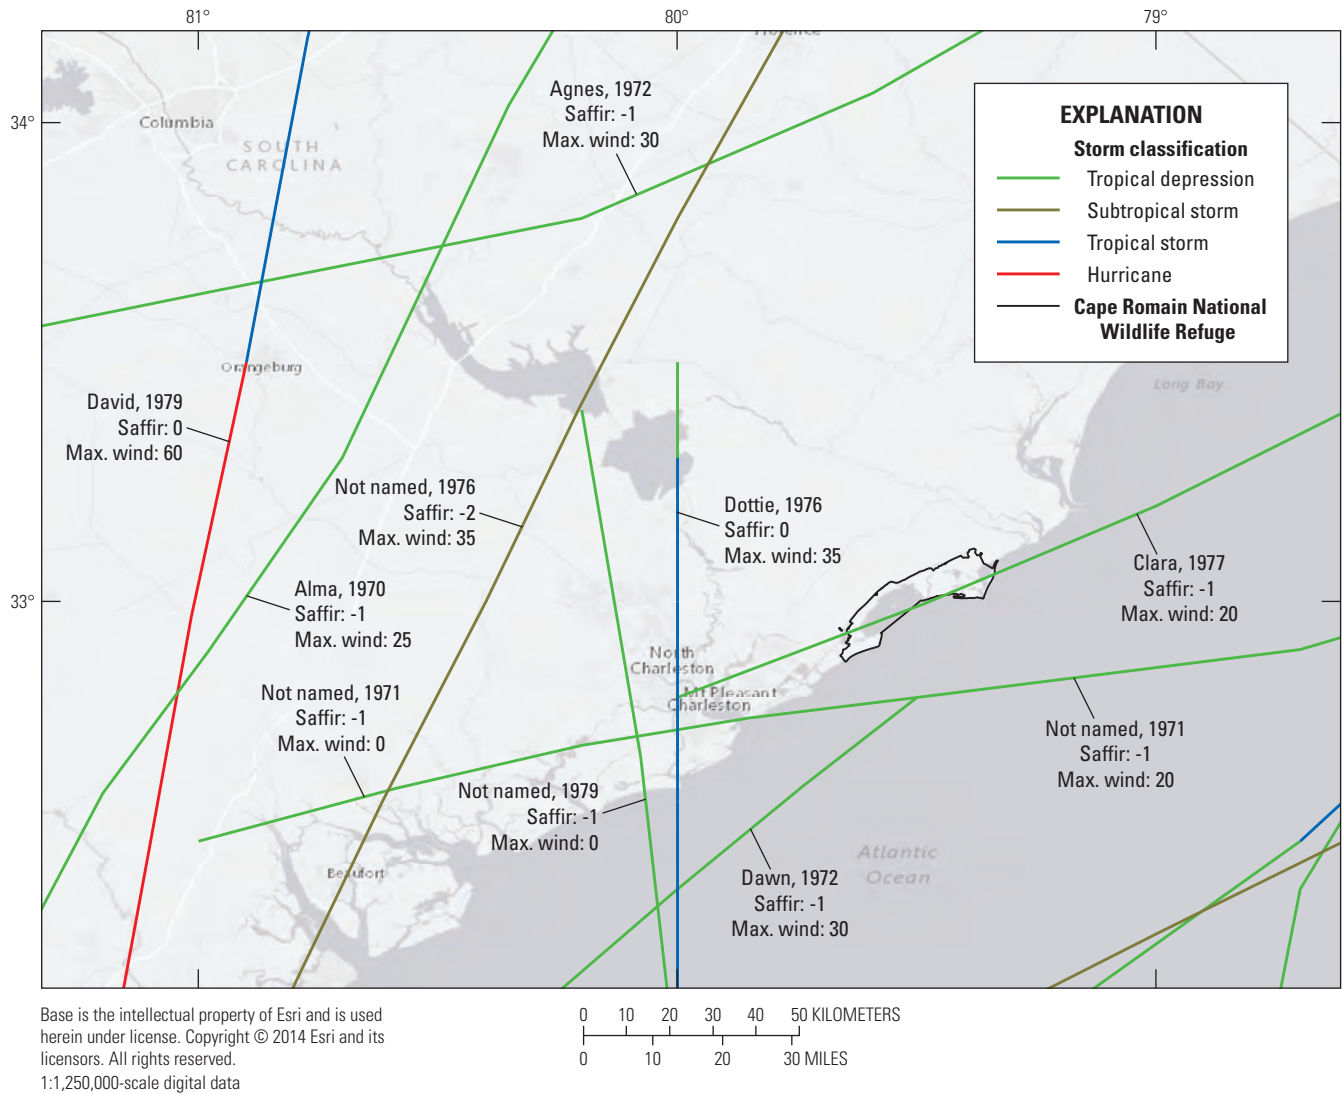 81°
80°
79°
34°
33°
Florence
Columbia
SOUTH
CAROLINA
Agnes, 1972
Saffir: -1
Max. wind: 30
EXPLANATION
Storm classification
Tropical depression
Subtropical storm
Tropical storm
Hurricane
Cape Romain National
Wildlife Refuge
Orangeburg
Long Bay
David, 1979
Saffir: 0
Max. wind: 60
Not named, 1976
Saffir: -2
Max. wind: 35
Dottie, 1976
Saffir: 0
Max. wind: 35
Clara, 1977
Saffir: -1
Max. wind: 20
Alma, 1970
Saffir: -1
Max. wind: 25
North
Charleston
Mt Pleasant
Charleston
Not named, 1971
Saffir: -1
Max. wind: 0
Not named, 1971
Saffir: -1
Max. wind: 20
Not named, 1979
Saffir: -1
Max. wind: 0
Beaufort
Atlantic
Ocean
Dawn, 1972
Saffir: -1
Max. wind: 30
Base is the intellectual property of Esri and is used
herein under license. Copyright © 2014 Esri and its
licensors. All rights reserved.
1:1,250,000-scale digital data
0 10 20 30 40 50 KILOMETERS
0 10 20 30 MILES